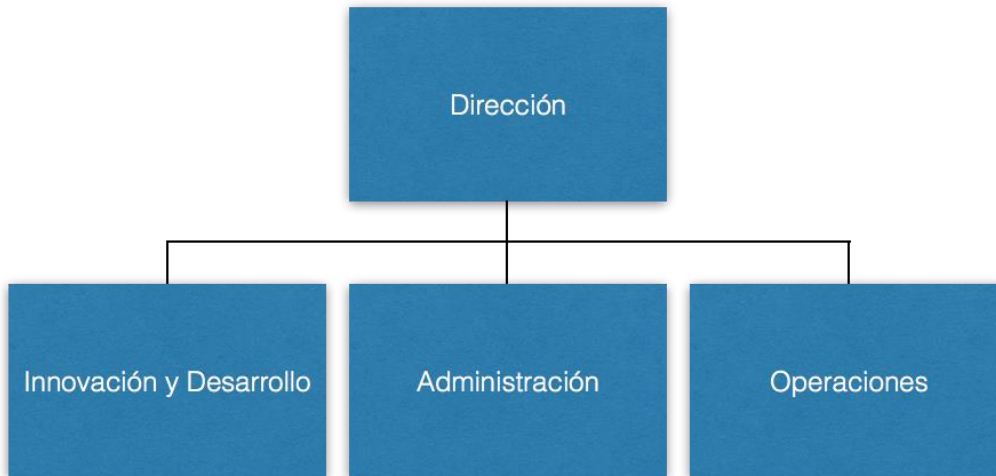 Dirección
Innovación y Desarrollo
Administración
Operaciones